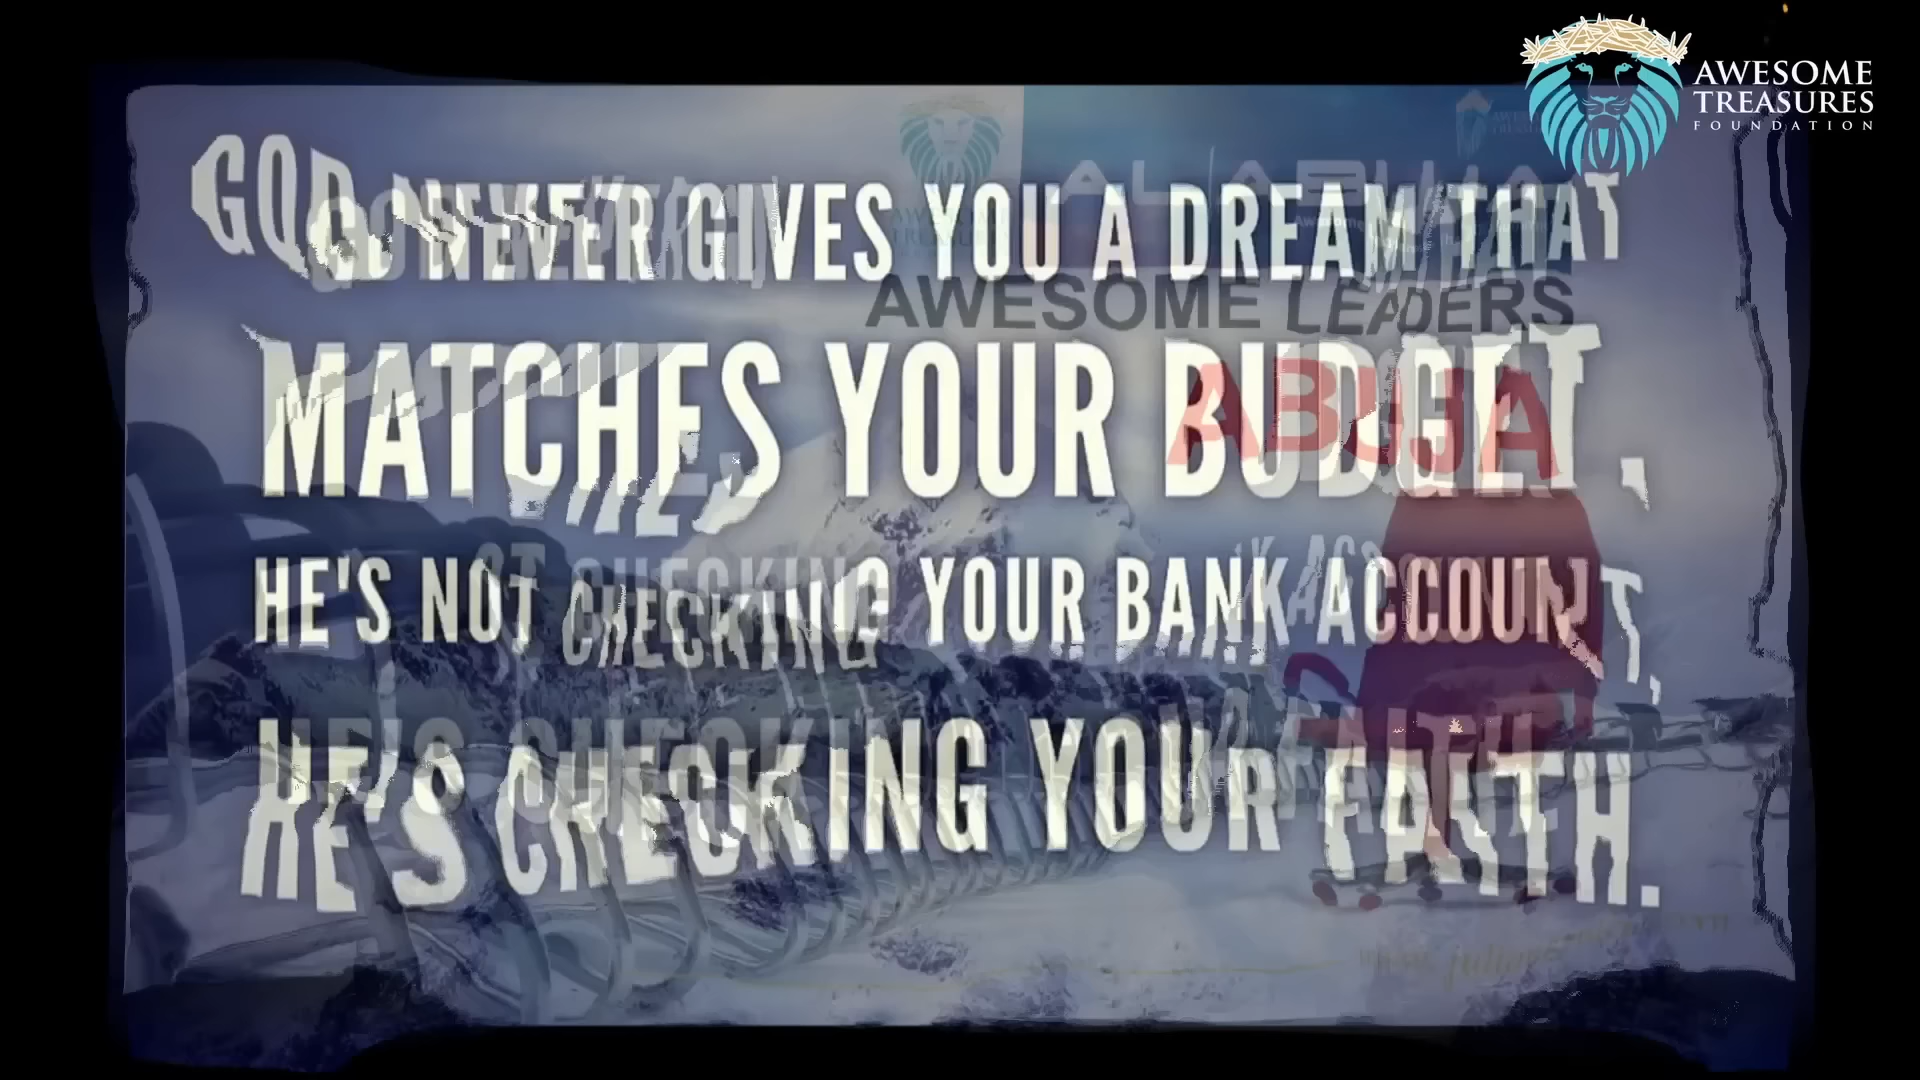 AWESOME
TREASURES
FOUNDATION
GOD NEVER GIVES YOU A DREAM THAT
AWESOME LEADERS
MATCHES YOUR BUDGET.
ABUJA
HE'S NOT CHECKING YOUR BANK ACCOUNT,
HE'S CHECKING YOUR FAITH.